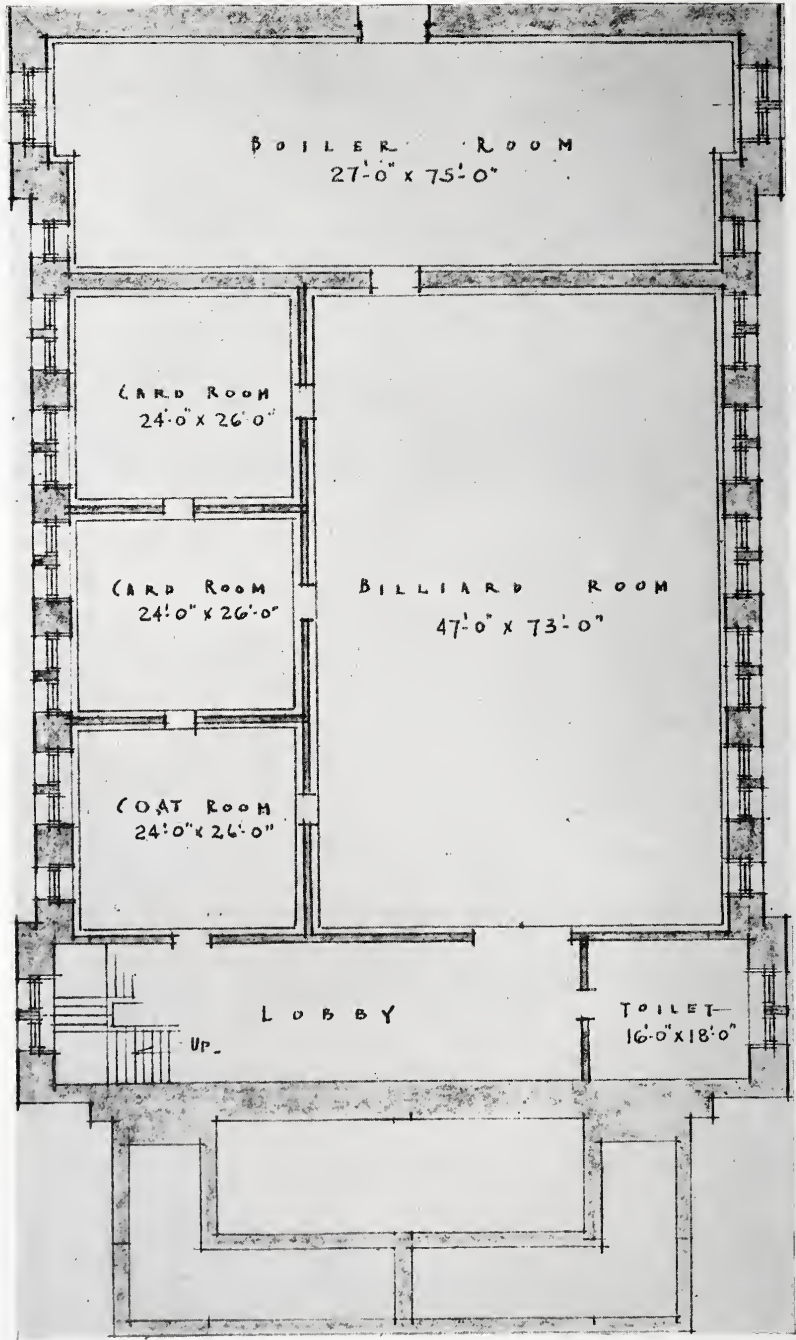 BOILER ROOM
27'-0" x 75'-0"
CARD ROOM
24'-0" x 26'-0"
CARD ROOM
24'-0" x 26'-0"
BILLIARD ROOM
47'-0" x 73'-0"
COAT ROOM
24'-0" x 26'-0"
LOBBY
UP.
TOILET
16'-0" x 18'-0"